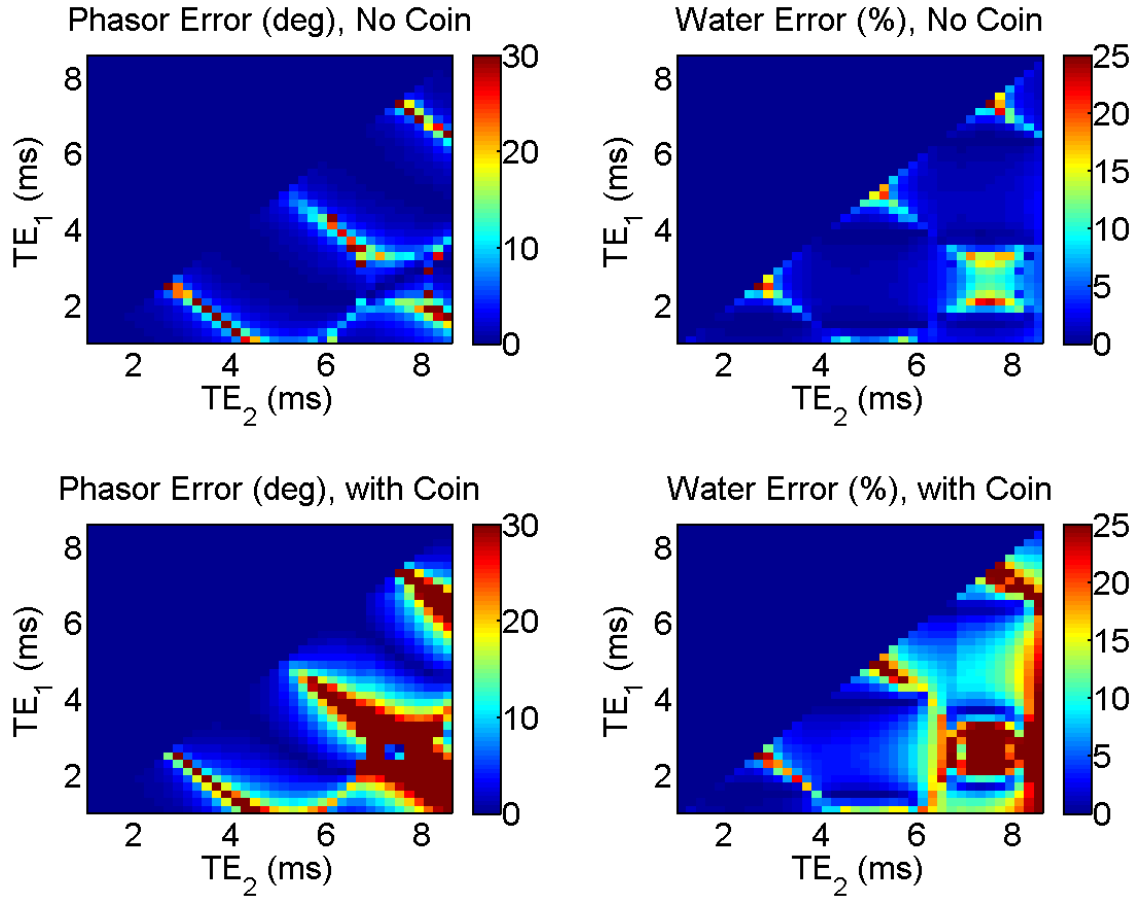 Phasor Error (deg), No Coin
8
6
4
2
TE1 (ms)
2 4 6 8
TE2 (ms)
30
20
10
0
Water Error (%), No Coin
8
6
4
2
TE1 (ms)
2 4 6 8
TE2 (ms)
25
20
15
10
5
0
Phasor Error (deg), with Coin
8
6
4
2
TE1 (ms)
2 4 6 8
TE2 (ms)
30
20
10
0
Water Error (%), with Coin
8
6
4
2
TE1 (ms)
2 4 6 8
TE2 (ms)
25
20
15
10
5
0